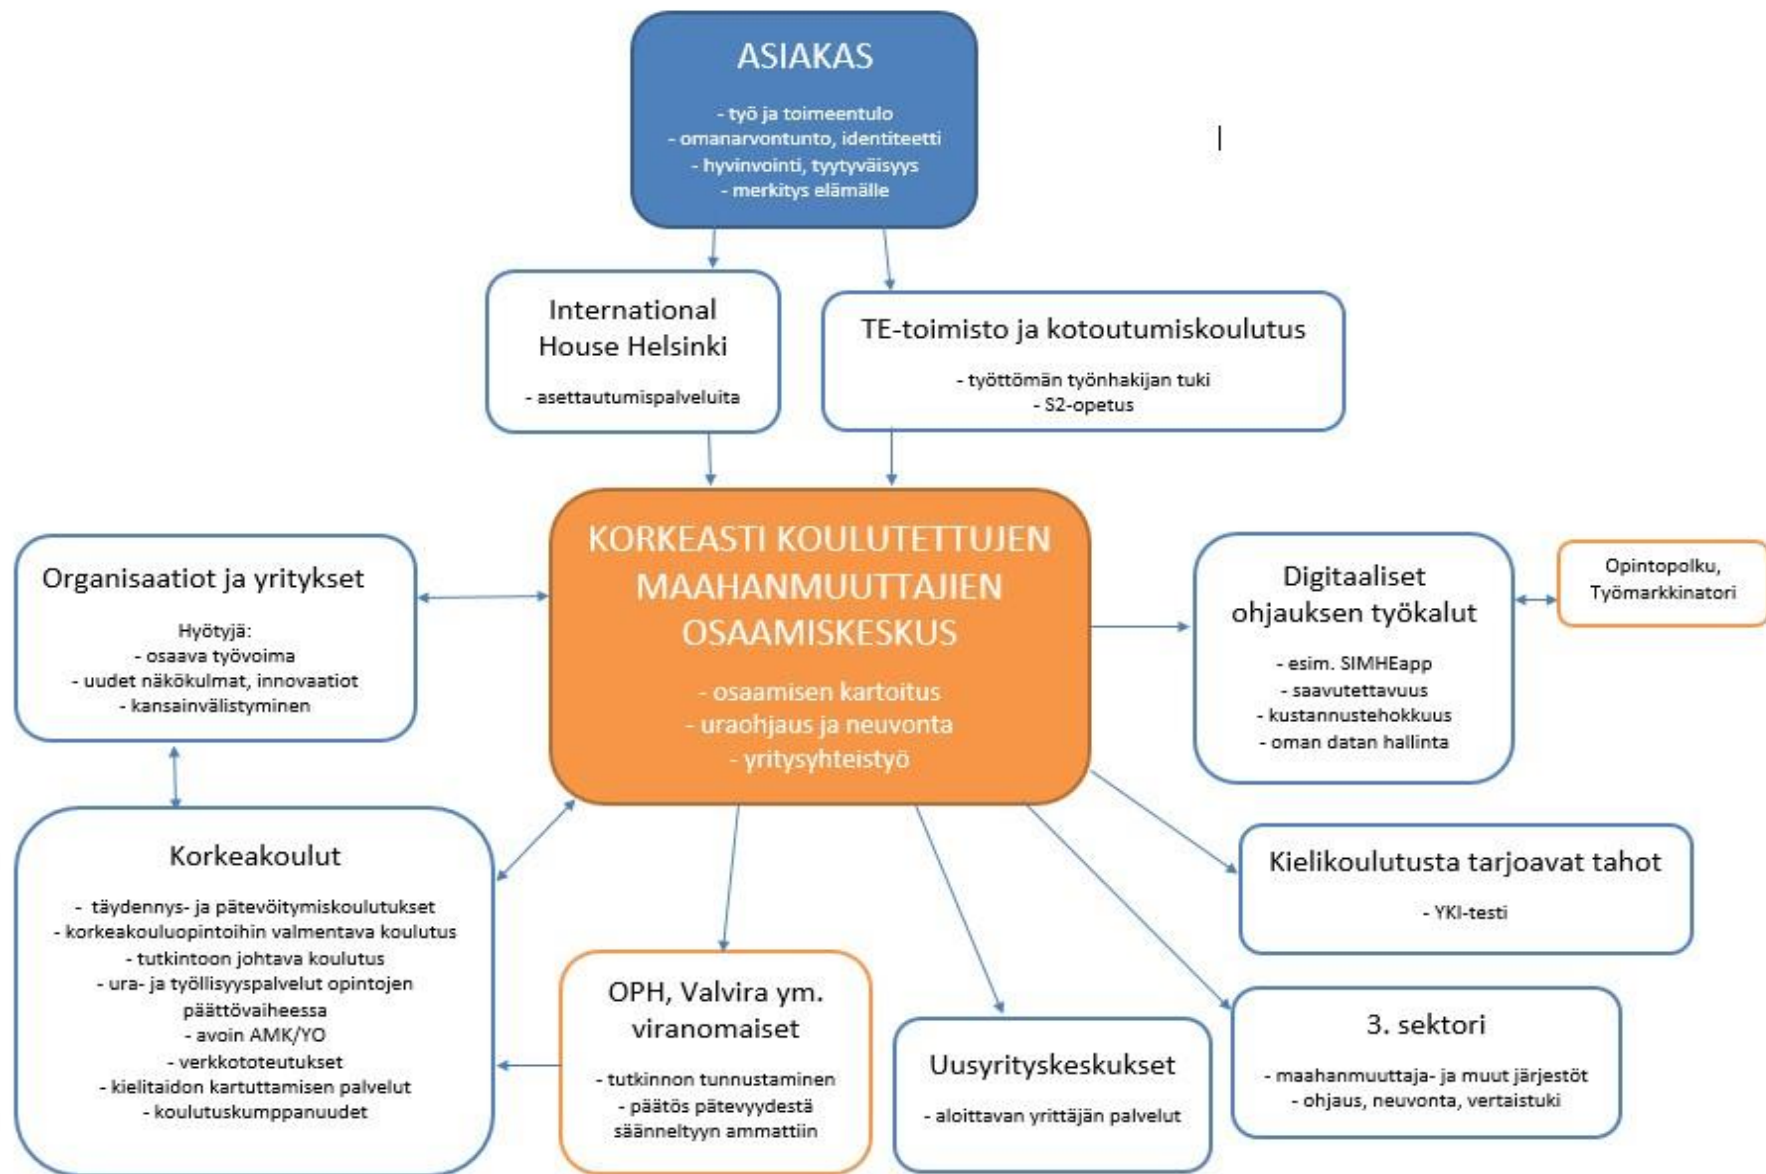 ASIAKAS
- työ ja toimeentulo
- omanarvontunto, identiteetti
- hyvinvointi, tyytyväisyys
- merkitys elämälle
International
House Helsinki
- asettautumispalveluita
TE-toimisto ja kotoutumiskoulutus
- työttömän työnhakijan tuki
- S2-opetus
KORKEASTI KOULUTETTUJEN
MAAHANMUUTTAJIEN
OSAAMISKESKUS
- osaamisen kartoitus
- uraohjaus ja neuvonta
- yritysyhteistyö
Organisaatiot ja yritykset
Hyötyjä:
- osaava työvoima
- uudet näkökulmat, innovaatiot
- kansainvälistyminen
Digitaaliset
ohjauksen työkalut
- esim. SIMHEapp
- saavutettavuus
- kustannustehokkuus
- oman datan hallinta
Opintopolku,
Työmarkkinatori
Korkeakoulut
- täydennys- ja pätevöitymiskoulutukset
- korkeakouluopintoihin valmentava koulutus
- tutkintoon johtava koulutus
- ura- ja työllisyyspalvelut opintojen
päättövaiheessa
- avoin AMK/YO
- verkkototeutukset
- kielitaidon kartuttamisen palvelut
- koulutuskumppanuudet
OPH, Valvira ym.
viranomaiset
- tutkinnon tunnustaminen
- päätös pätevyydestä
säänneltyyn ammattiin
Uusyrityskeskukset
- aloittavan yrittäjän palvelut
Kielikoulutusta tarjoavat tahot
- YKI-testi
3. sektori
- maahanmuuttaja- ja muut järjestöt
- ohjaus, neuvonta, vertaistuki